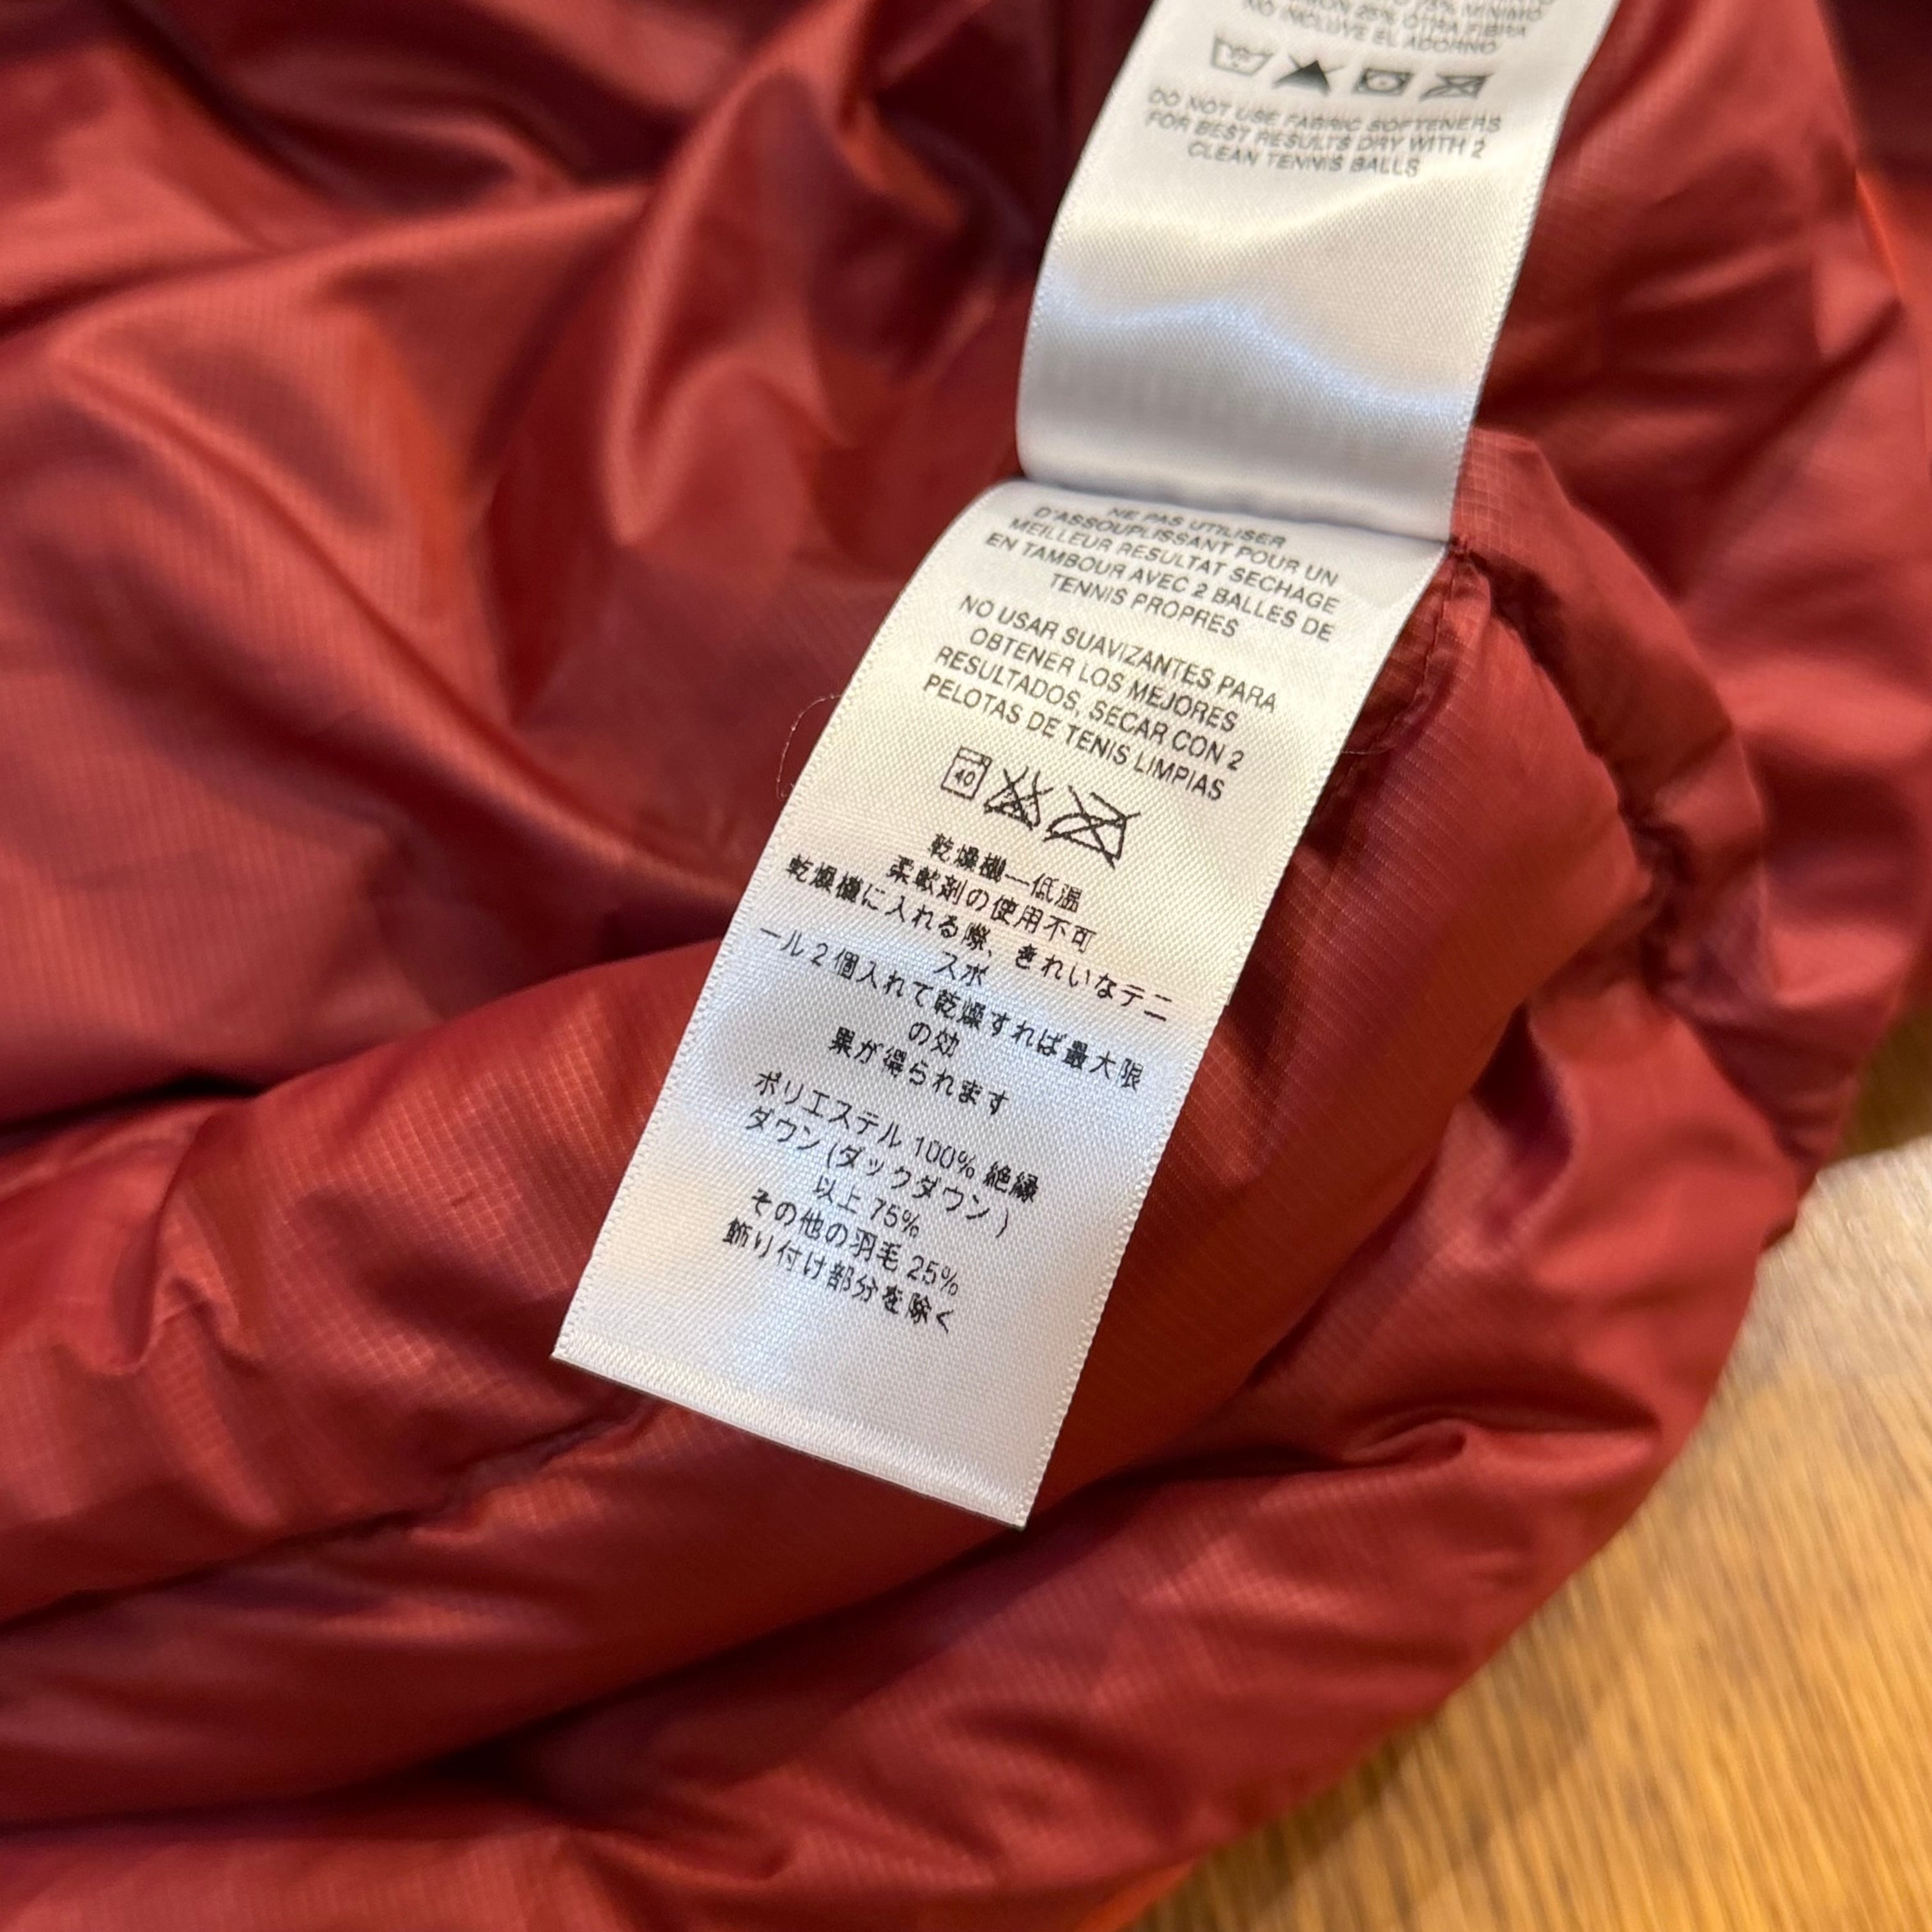 NO INCLUYE EL ADORNO
DO NOT USE FABRIC SOFTENERS
FOR BEST RESULTS DRY WITH 2
CLEAN TENNIS BALLS
NE PAS UTILISER
D'ASSOUPLISSANT POUR UN
MEILLEUR RESULTAT SECHAGE
EN TAMBOUR AVEC 2 BALLES DE
TENNIS PROPRES
NO USAR SUAVIZANTES PARA
OBTENER LOS MEJORES
RESULTADOS, SECAR CON 2
PELOTAS DE TENIS LIMPIAS
40
乾燥機—低温
柔軟剤の使用不可
乾燥機に入れる際、きれいなテニ
スボ
ール2個入れて乾燥すれば最大限
の効
果が得られます
ポリエステル 100% 絶縁
ダウン(ダックダウン)
以上 75%
その他の羽毛 25%
飾り付け部分を除く